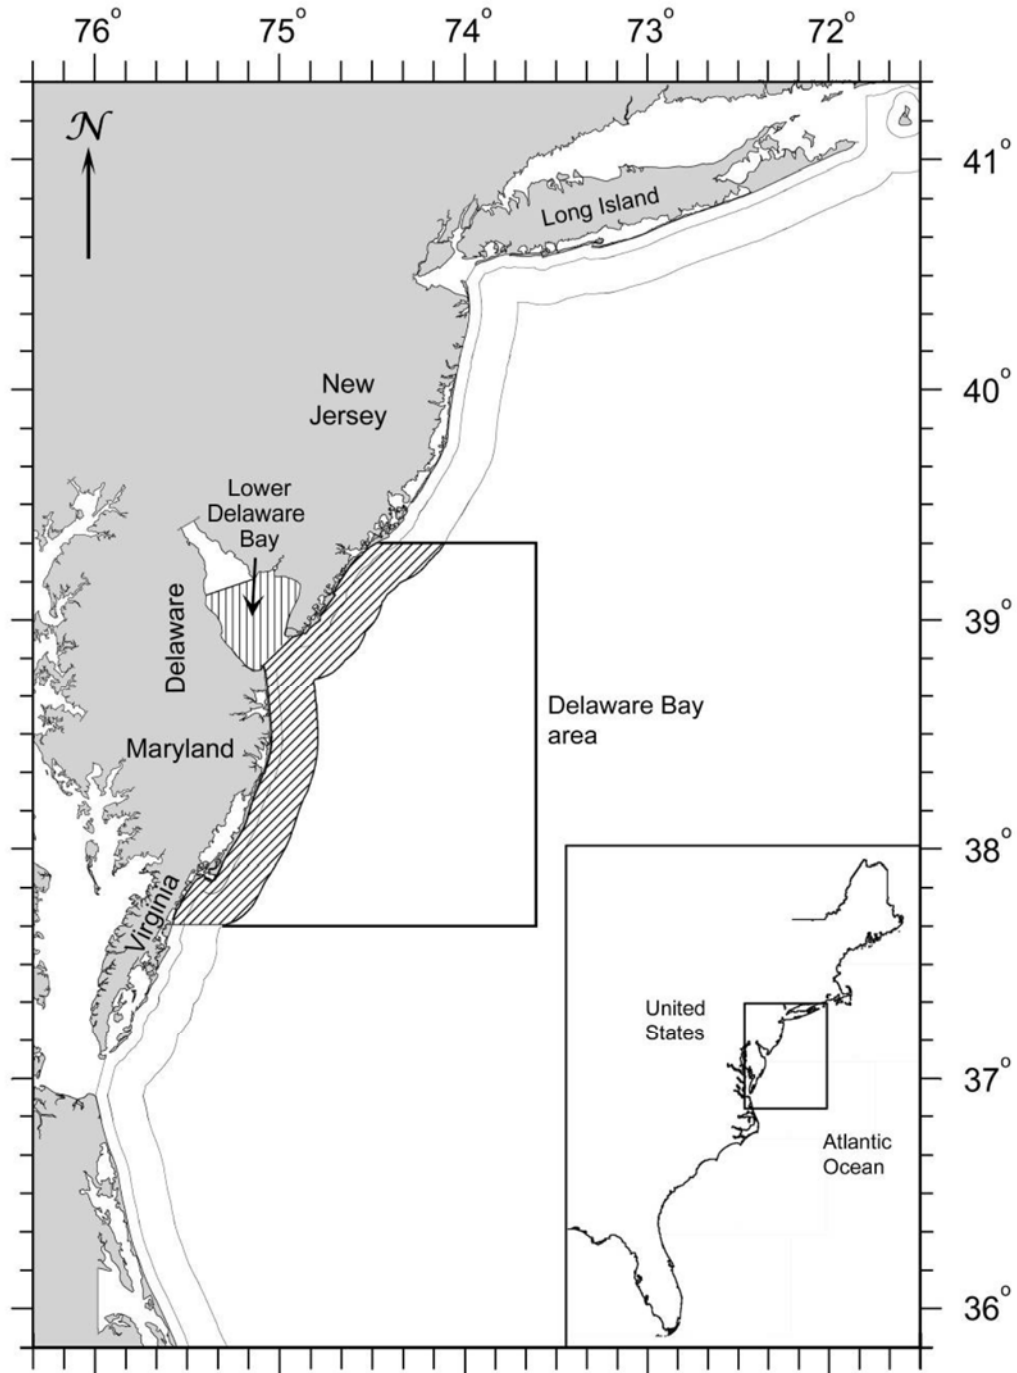 76° 75° 74° 73° 72°
N
41°
Long Island
40°
New
Jersey
Lower
Delaware
Bay
39°
Delaware
Delaware Bay
area
Maryland
38°
Virginia
United
States
37°
Atlantic
Ocean
36°